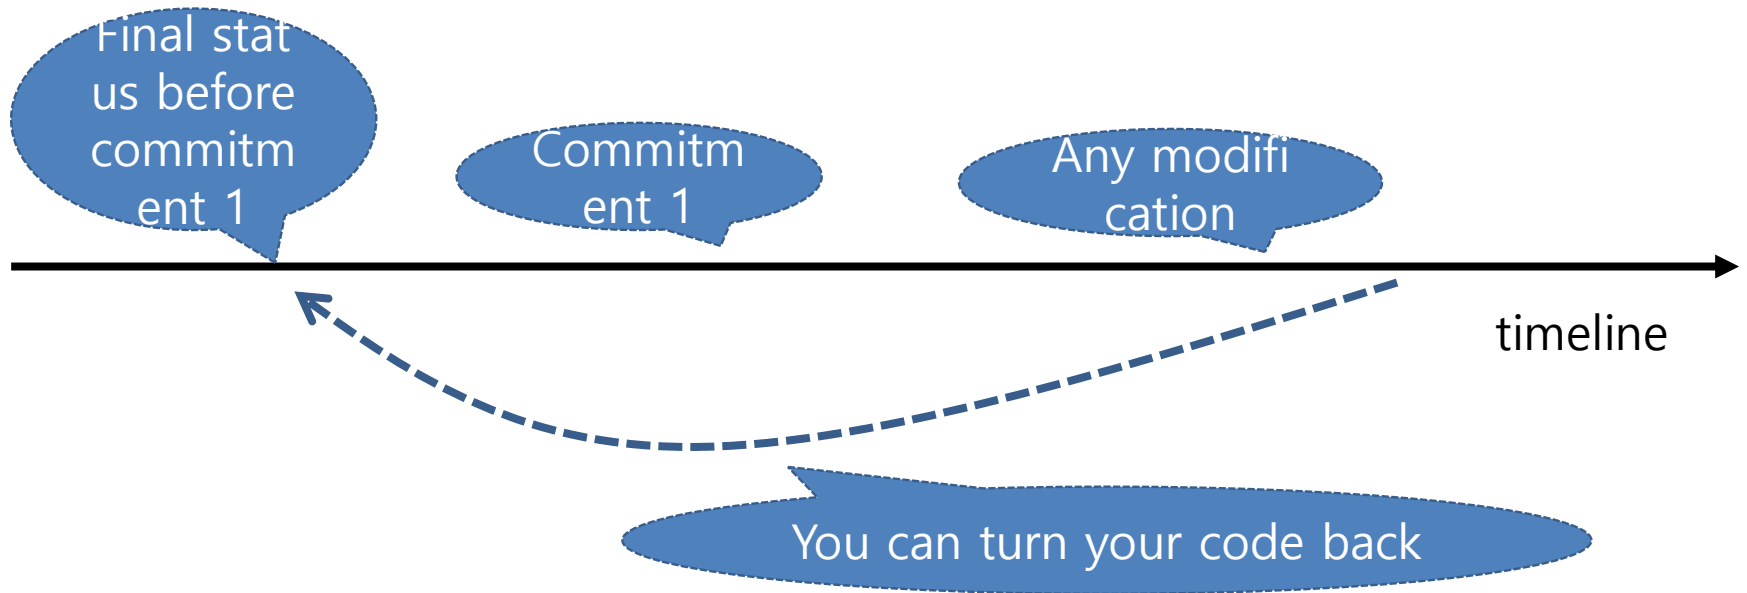 Final stat
us before
commitm
ent 1
Commitm
ent 1
Any modifi
cation
timeline
You can turn your code back